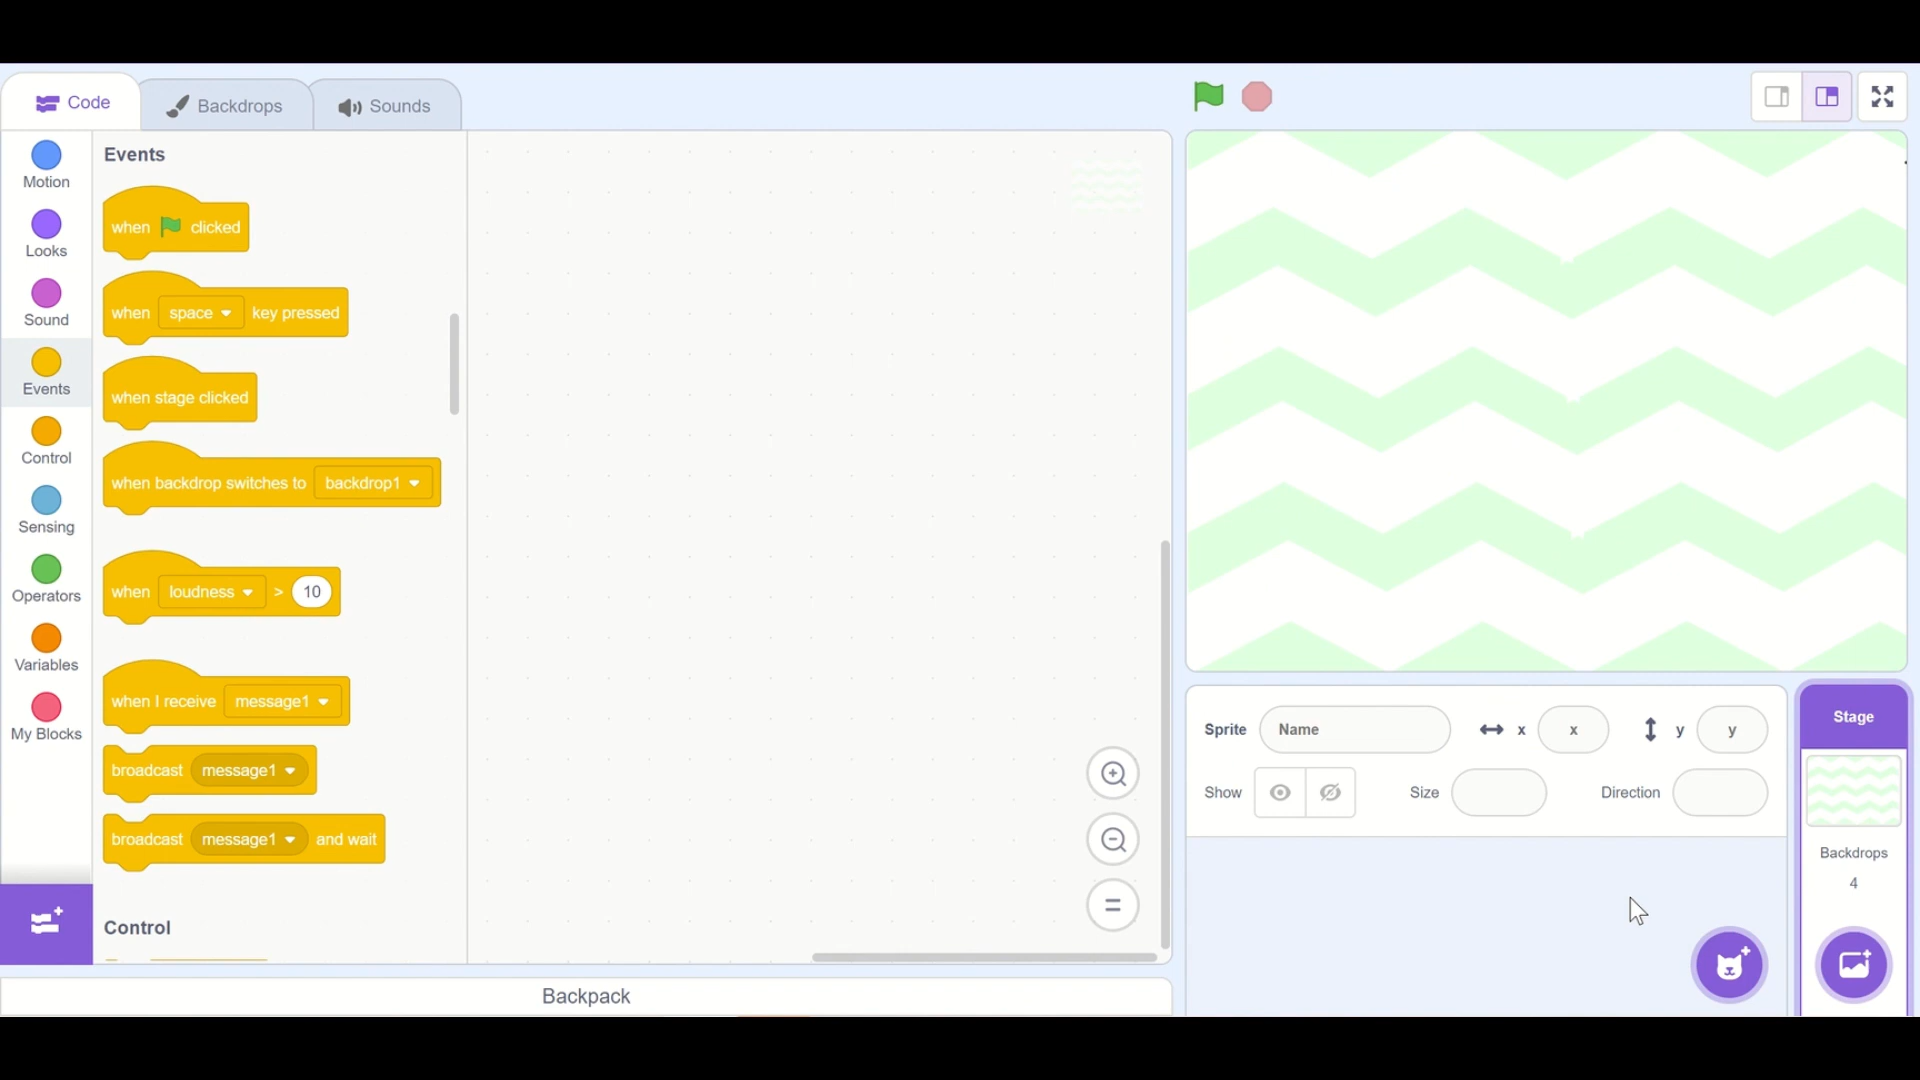 Code
Backdrops
Sounds
Motion
Looks
Sound
Events
Control
Sensing
Operators
Variables
My Blocks
Events
when clicked
when space key pressed
when stage clicked
when backdrop switches to backdrop1
when loudness > 10
when I receive message1
broadcast message1
broadcast message1 and wait
Control
Backpack
Sprite Name x x y y
Show Size Direction
Stage
Backdrops
4